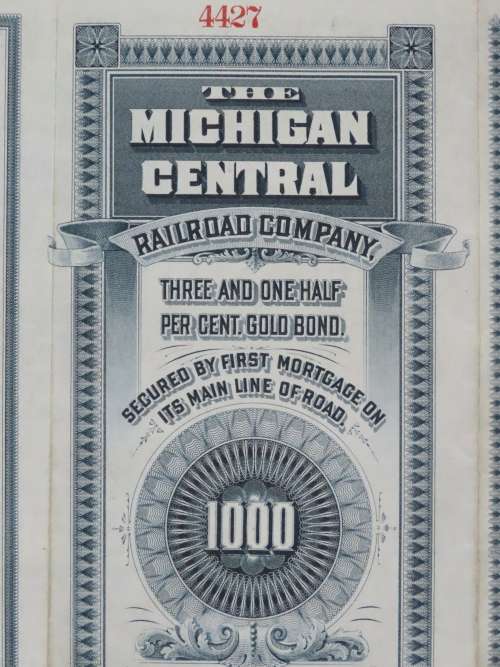 4427
THE
MICHIGAN
CENTRAL
RAILROAD COMPANY.
THREE AND ONE HALF
PER CENT. GOLD BOND.
SECURED BY FIRST MORTGAGE ON
ITS MAIN LINE OF ROAD.
1000